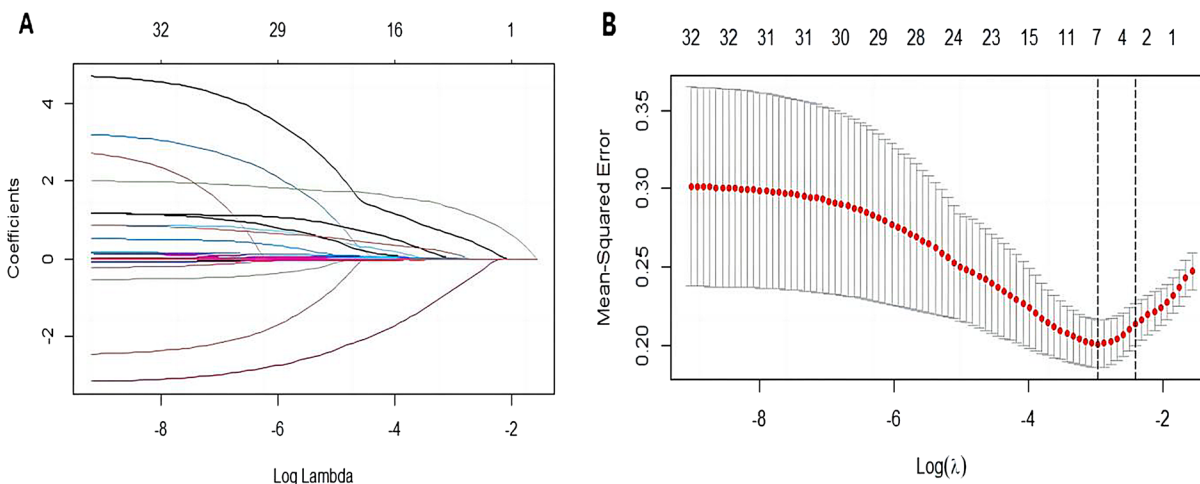 A
32 29 16 1
Coefficients
4
2
0
-2
-8 -6 -4 -2
Log Lambda
B
32 32 31 31 30 29 28 24 23 15 11 7 4 2 1
Mean-Squared Error
0.35
0.30
0.25
0.20
-8 -6 -4 -2
Log(λ)